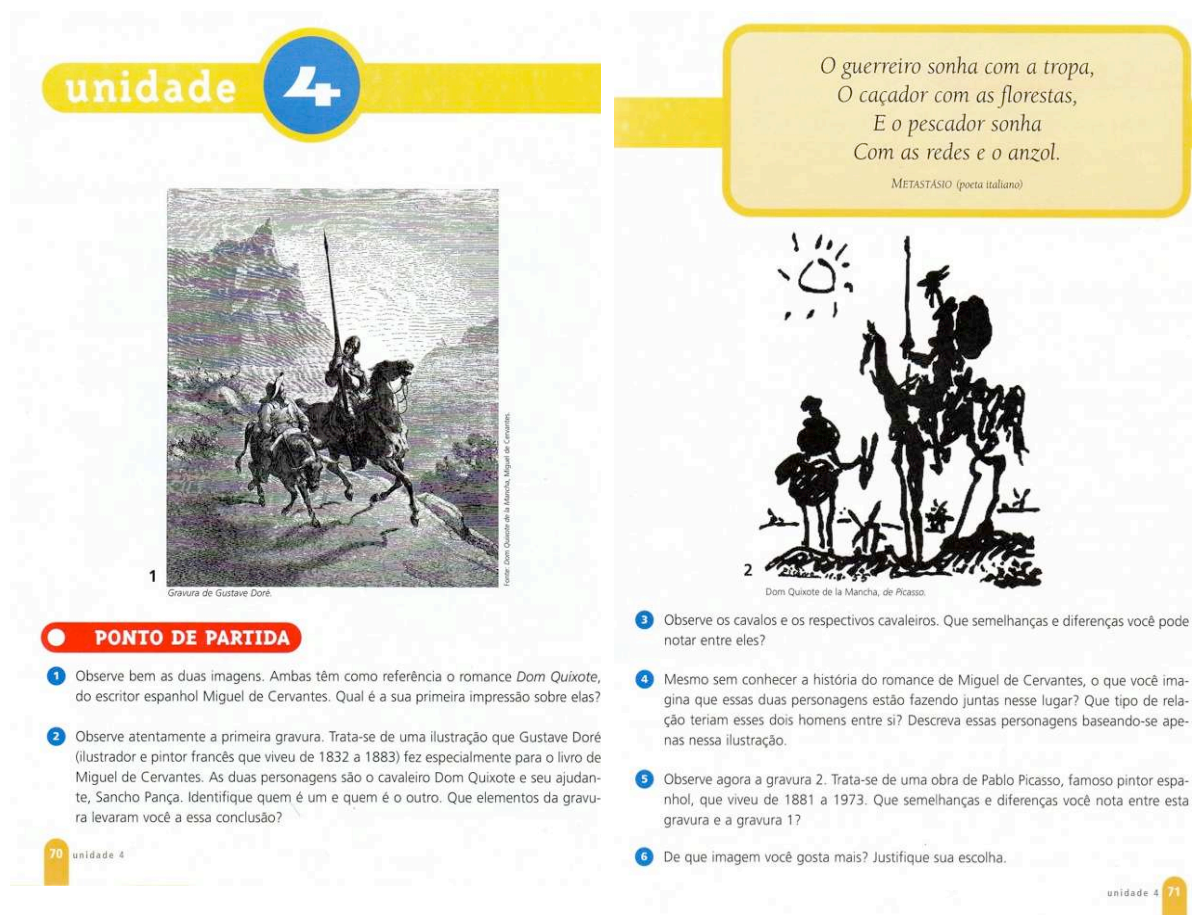 unidade 4
1
Gravura de Gustave Doré.
Fonte: Dom Quixote de la Mancha, Miguel de Cervantes.
PONTO DE PARTIDA
1 Observe bem as duas imagens. Ambas têm como referência o romance Dom Quixote,
do escritor espanhol Miguel de Cervantes. Qual é a sua primeira impressão sobre elas?
2 Observe atentamente a primeira gravura. Trata-se de uma ilustração que Gustave Doré
(ilustrador e pintor francês que viveu de 1832 a 1883) fez especialmente para o livro de
Miguel de Cervantes. As duas personagens são o cavaleiro Dom Quixote e seu ajudan-
te, Sancho Pança. Identifique quem é um e quem é o outro. Que elementos da gravu-
ra levaram você a essa conclusão?
70 unidade 4
O guerreiro sonha com a tropa,
O caçador com as florestas,
E o pescador sonha
Com as redes e o anzol.
METASTÁSIO (poeta italiano)
2
Dom Quixote de la Mancha, de Picasso.
3 Observe os cavalos e os respectivos cavaleiros. Que semelhanças e diferenças você pode
notar entre eles?
4 Mesmo sem conhecer a história do romance de Miguel de Cervantes, o que você ima-
gina que essas duas personagens estão fazendo juntas nesse lugar? Que tipo de rela-
ção teriam esses dois homens entre si? Descreva essas personagens baseando-se ape-
nas nessa ilustração.
5 Observe agora a gravura 2. Trata-se de uma obra de Pablo Picasso, famoso pintor espa-
nhol, que viveu de 1881 a 1973. Que semelhanças e diferenças você nota entre esta
gravura e a gravura 1?
6 De que imagem você gosta mais? Justifique sua escolha.
unidade 4 71